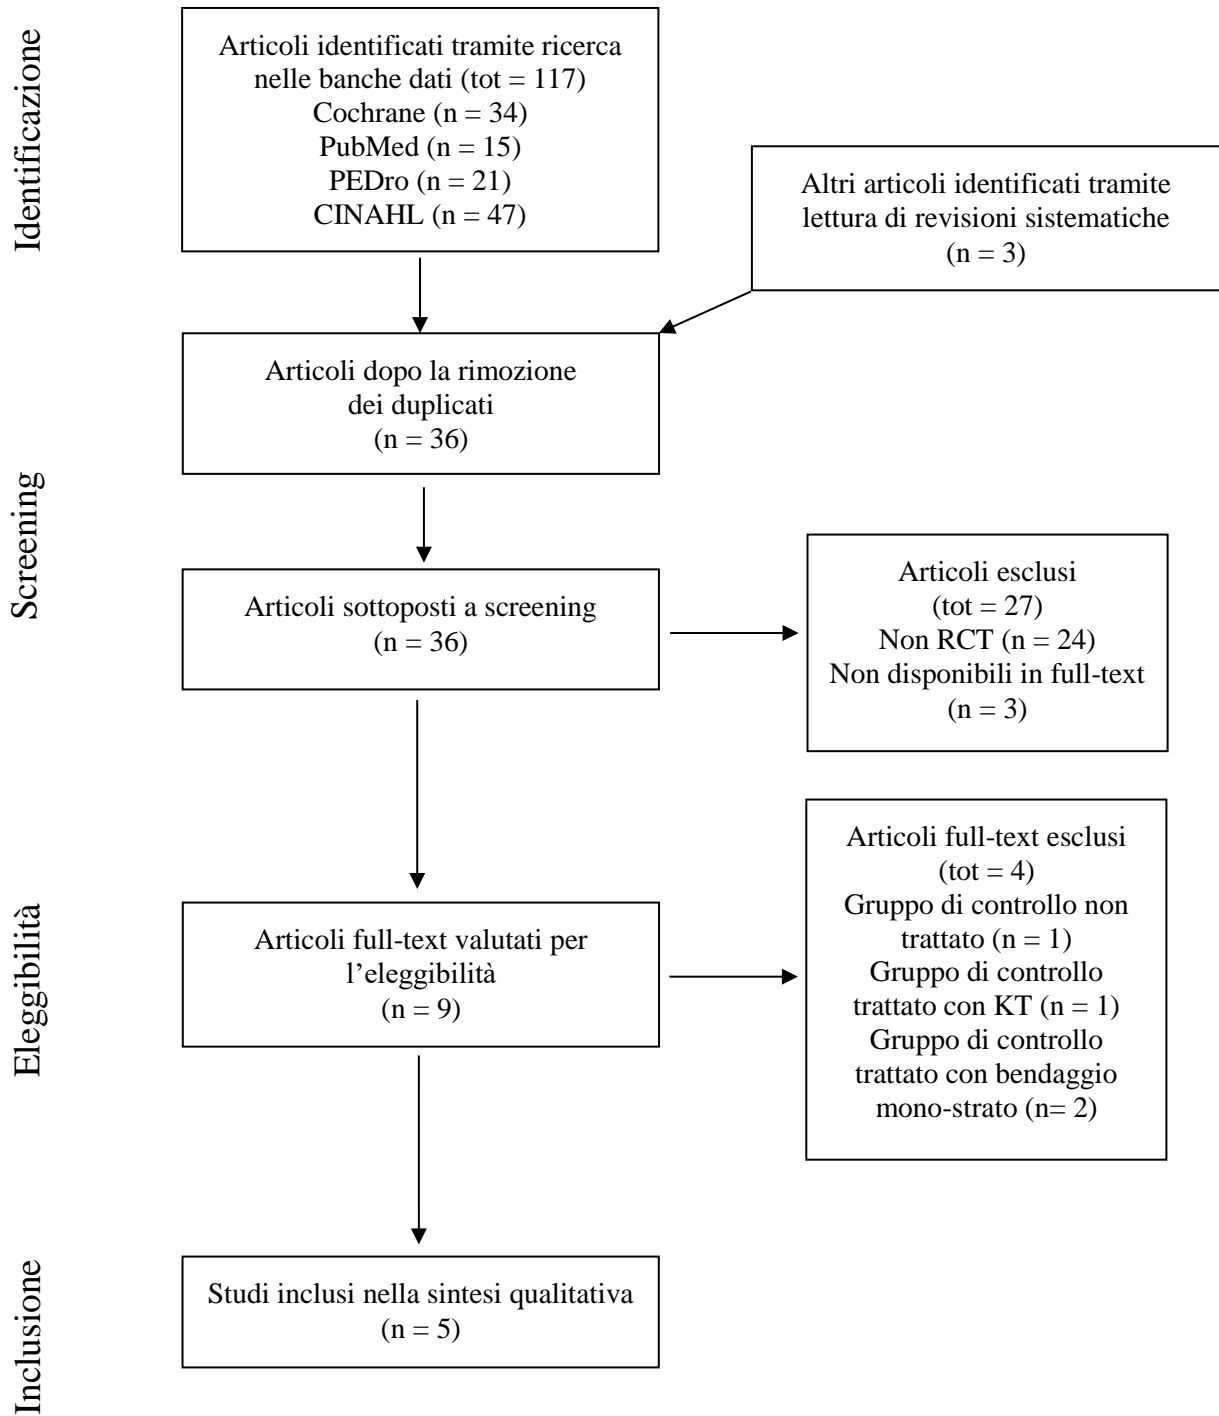 Identificazione
Articoli identificati tramite ricerca
nelle banche dati (tot = 117)
Cochrane (n = 34)
PubMed (n = 15)
PEDro (n = 21)
CINAHL (n = 47)
Altri articoli identificati tramite
lettura di revisioni sistematiche
(n = 3)
Articoli dopo la rimozione
dei duplicati
(n = 36)
Screening
Articoli sottoposti a screening
(n = 36)
Articoli esclusi
(tot = 27)
Non RCT (n = 24)
Non disponibili in full-text
(n = 3)
Eleggibilità
Articoli full-text valutati per
l’eleggibilità
(n = 9)
Articoli full-text esclusi
(tot = 4)
Gruppo di controllo non
trattato (n = 1)
Gruppo di controllo
trattato con KT (n = 1)
Gruppo di controllo
trattato con bendaggio
mono-strato (n= 2)
Inclusione
Studi inclusi nella sintesi qualitativa
(n = 5)